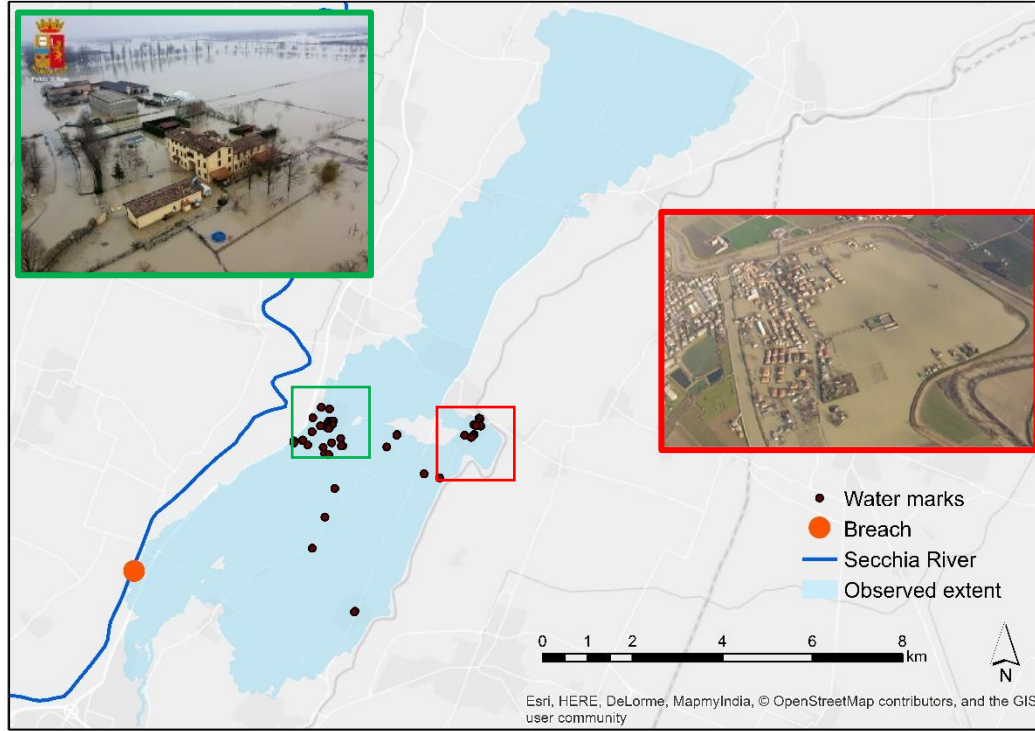 Water marks
Breach
Secchia River
Observed extent
0 1 2 4 6 8
km
N
Esri, HERE, DeLorme, MapmyIndia, © OpenStreetMap contributors, and the GIS
user community